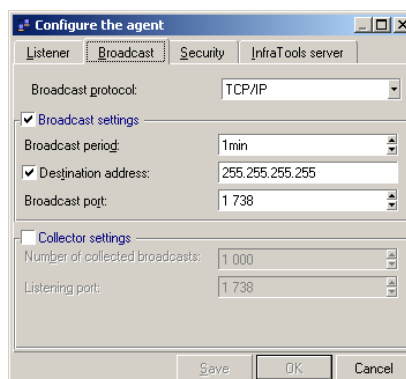 Configure the agent
Listener Broadcast Security InfraTools server
Broadcast protocol: TCP/IP
Broadcast settings
Broadcast period: 1min
Destination address: 255.255.255.255
Broadcast port: 1 738
Collector settings
Number of collected broadcasts: 1 000
Listening port: 1 738
Save OK Cancel